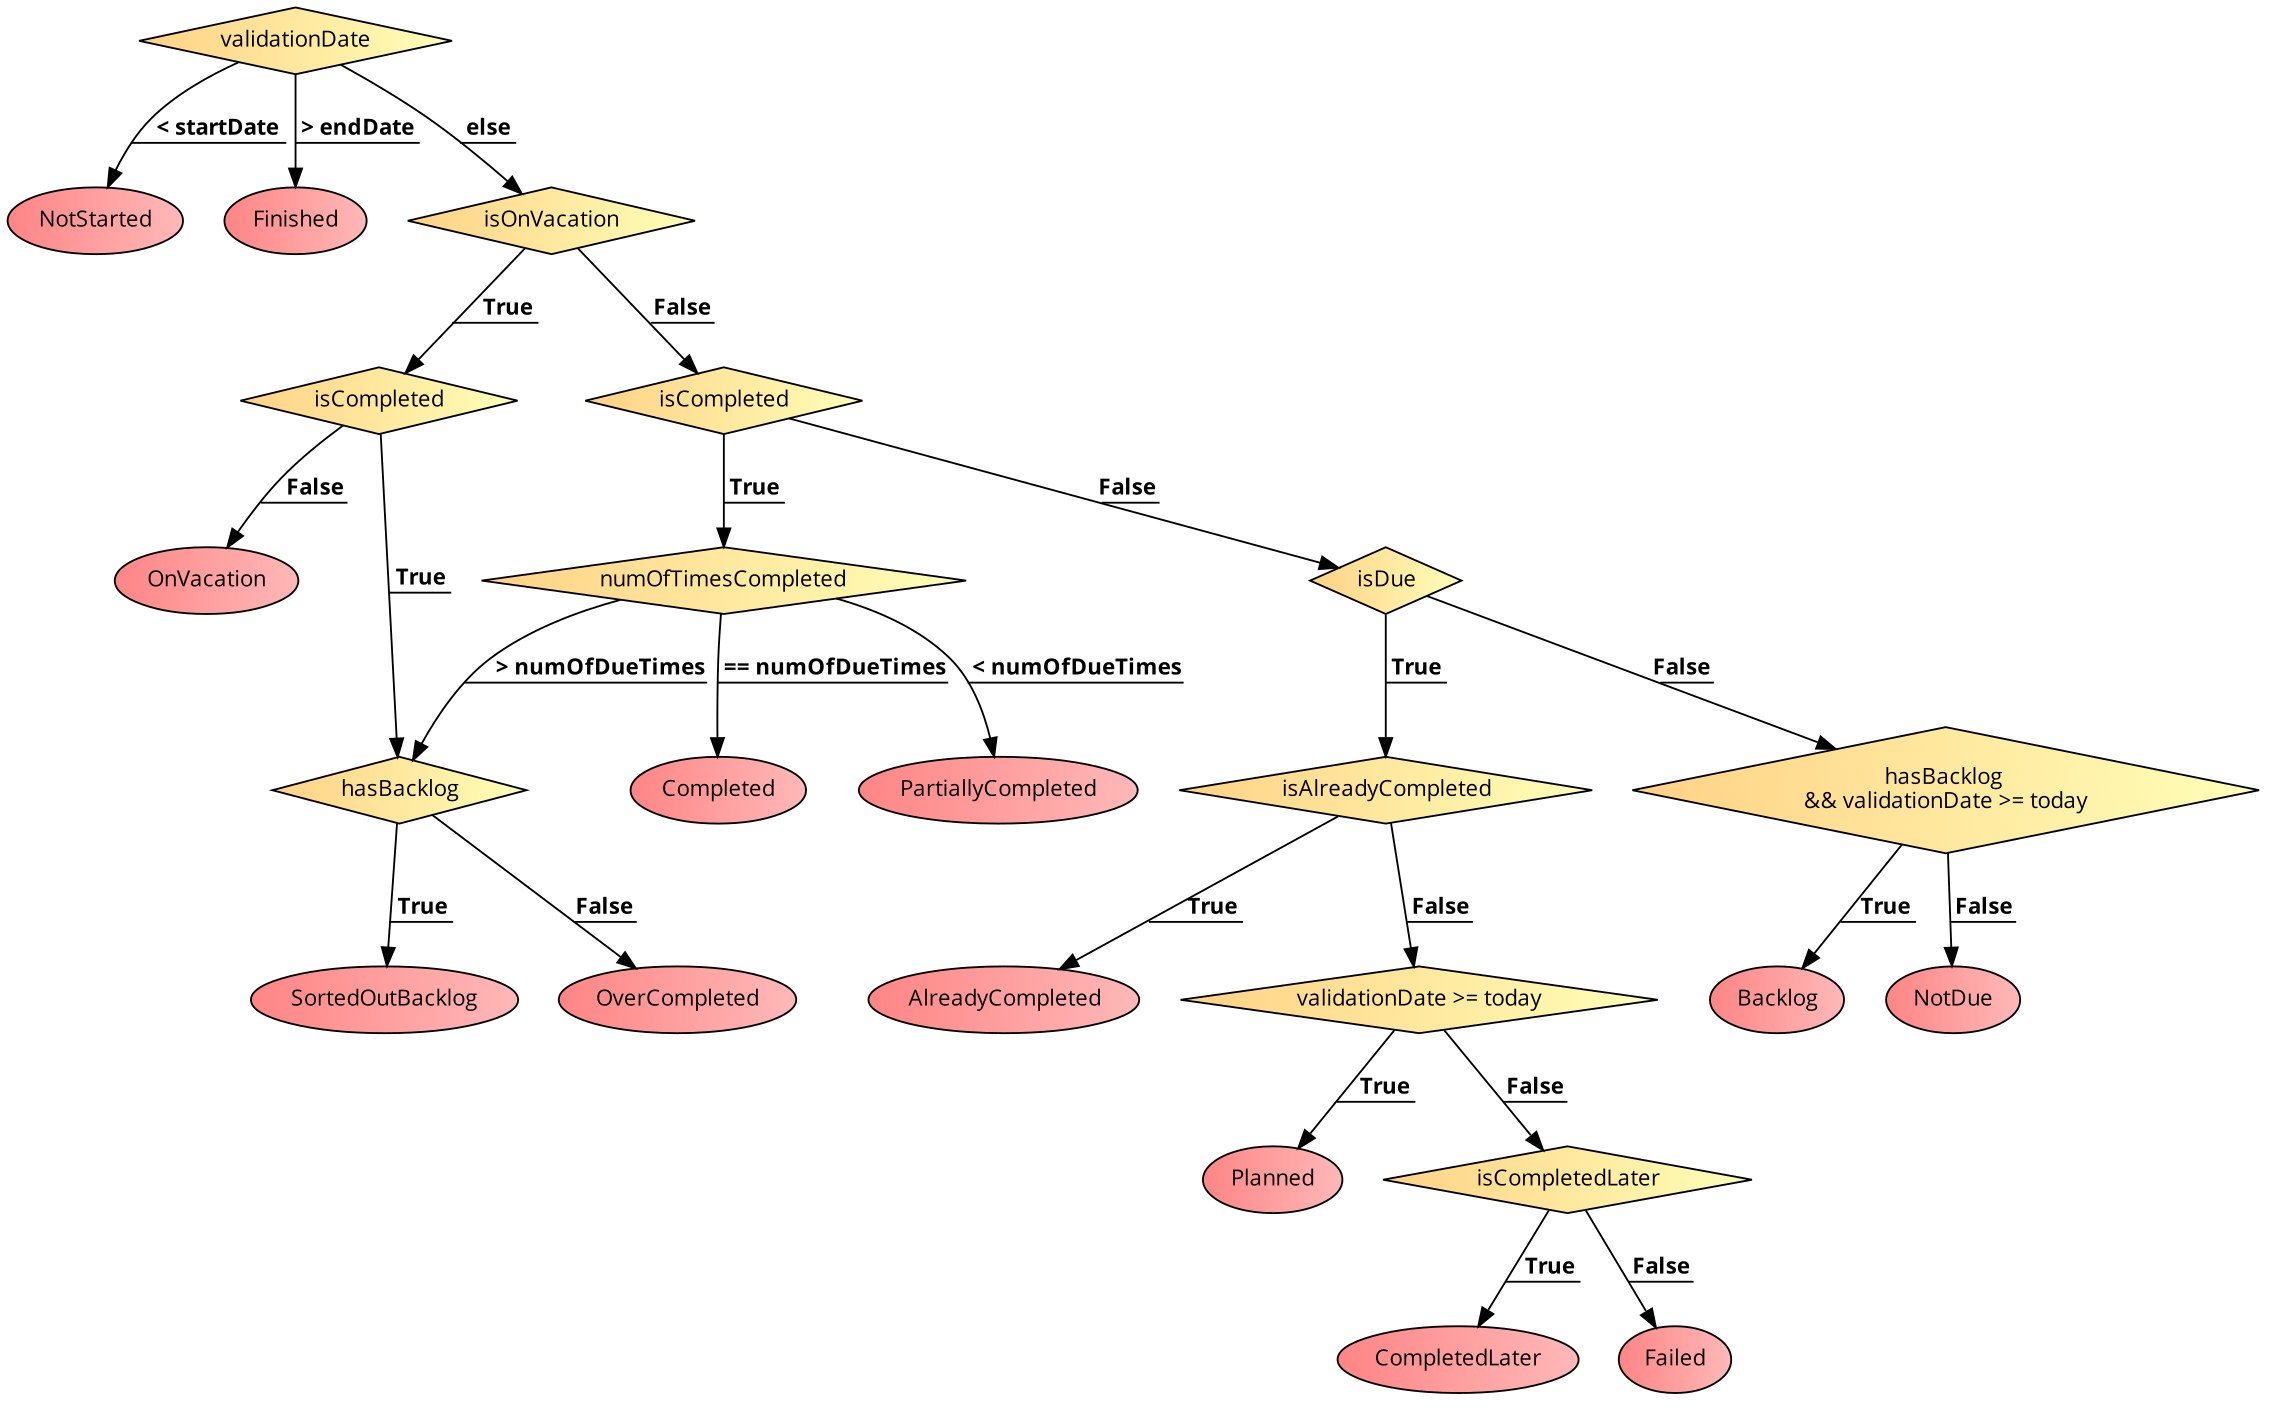 validationDate
< startDate
> endDate
else
NotStarted
Finished
isOnVacation
True
False
isCompleted
isCompleted
False
True
False
OnVacation
True
numOfTimesCompleted
isDue
> numOfDueTimes
== numOfDueTimes
< numOfDueTimes
True
False
hasBacklog
Completed
PartiallyCompleted
isAlreadyCompleted
hasBacklog
&& validationDate >= today
True
False
True
False
True
False
SortedOutBacklog
OverCompleted
AlreadyCompleted
validationDate >= today
Backlog
NotDue
True
False
Planned
isCompletedLater
True
False
CompletedLater
Failed